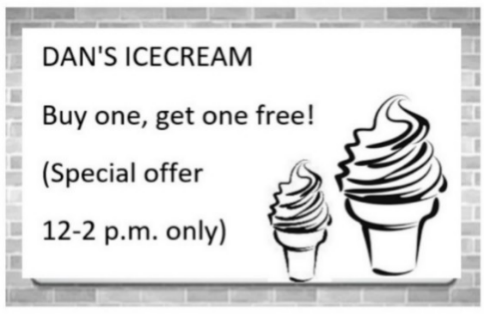 DAN'S ICECREAM
Buy one, get one free!
(Special offer
12-2 p.m. only)